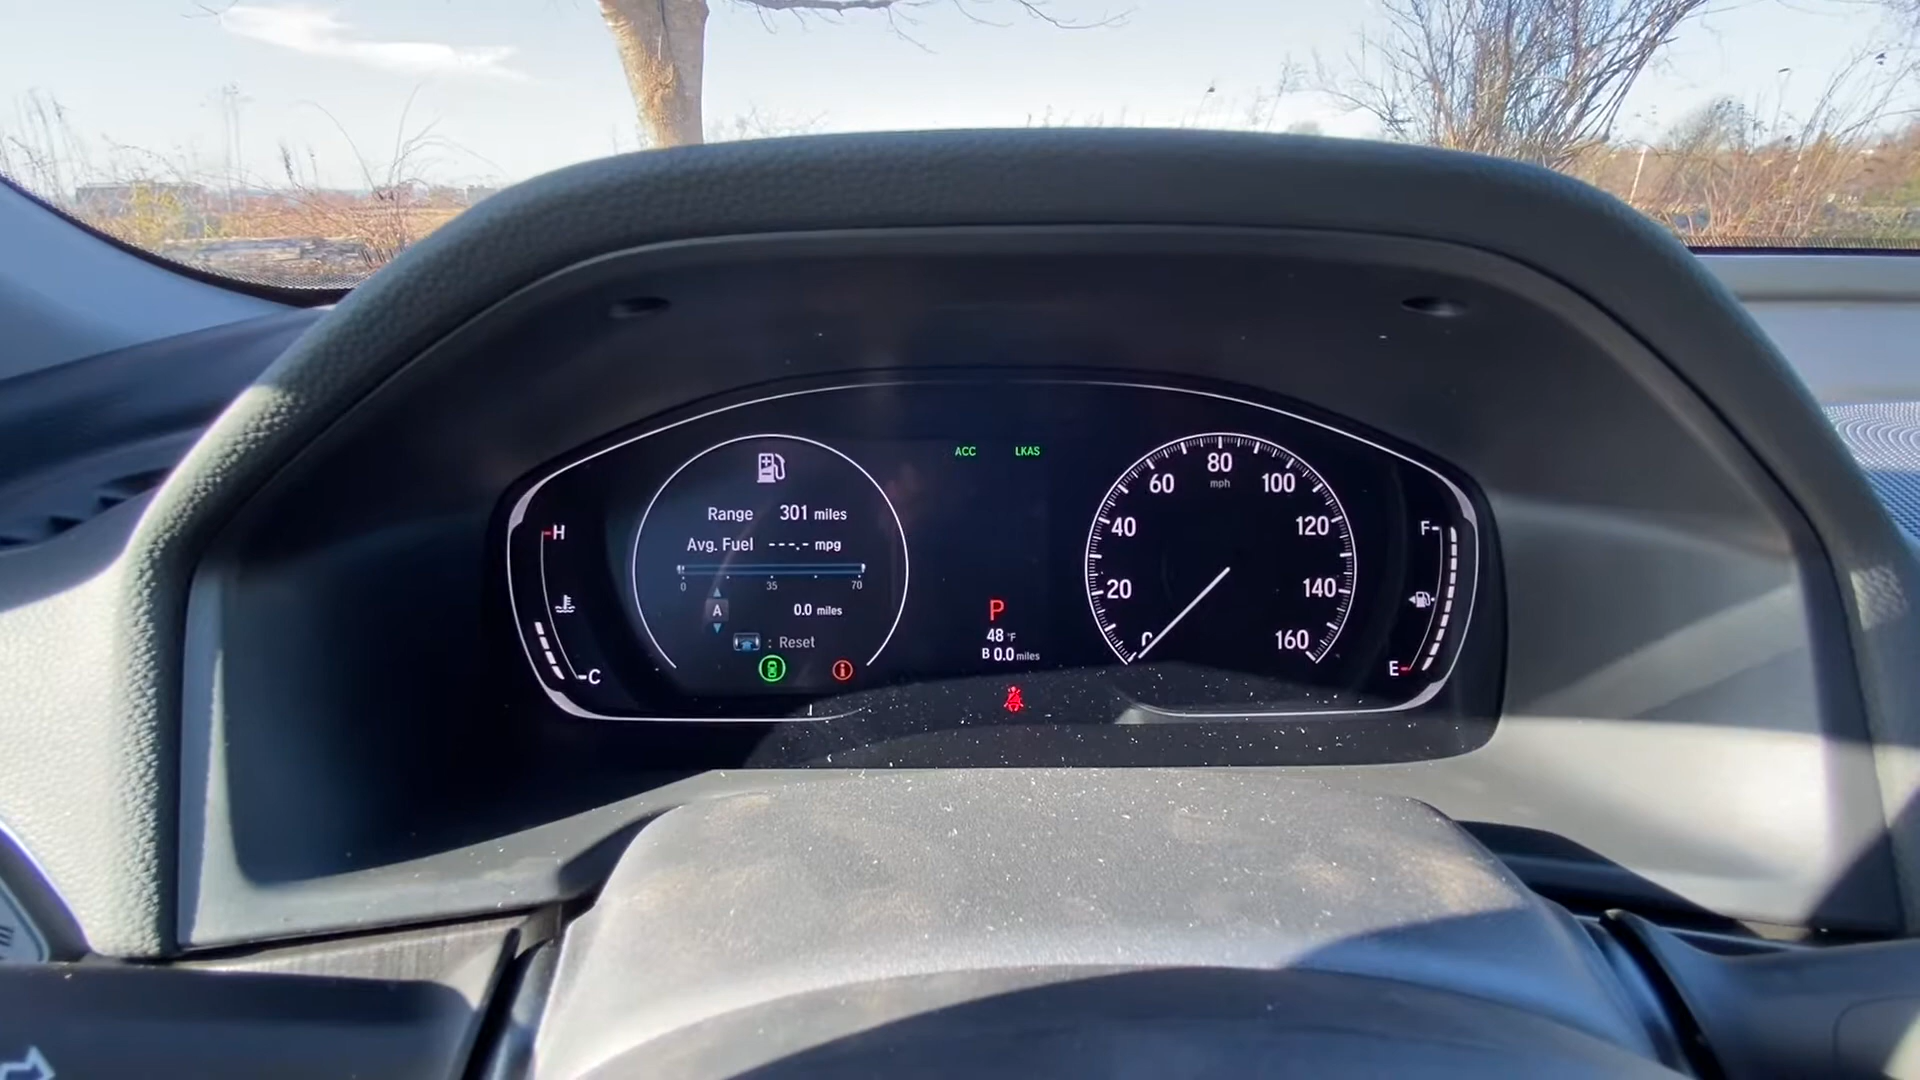 ACC LKAS
Range 301 miles
Avg. Fuel ---.- mpg
0 35 70
A 0.0 miles
: Reset
H
C
P
48 °F
B 0.0 miles
0
20
40
60
80
mph
100
120
140
160
F
E